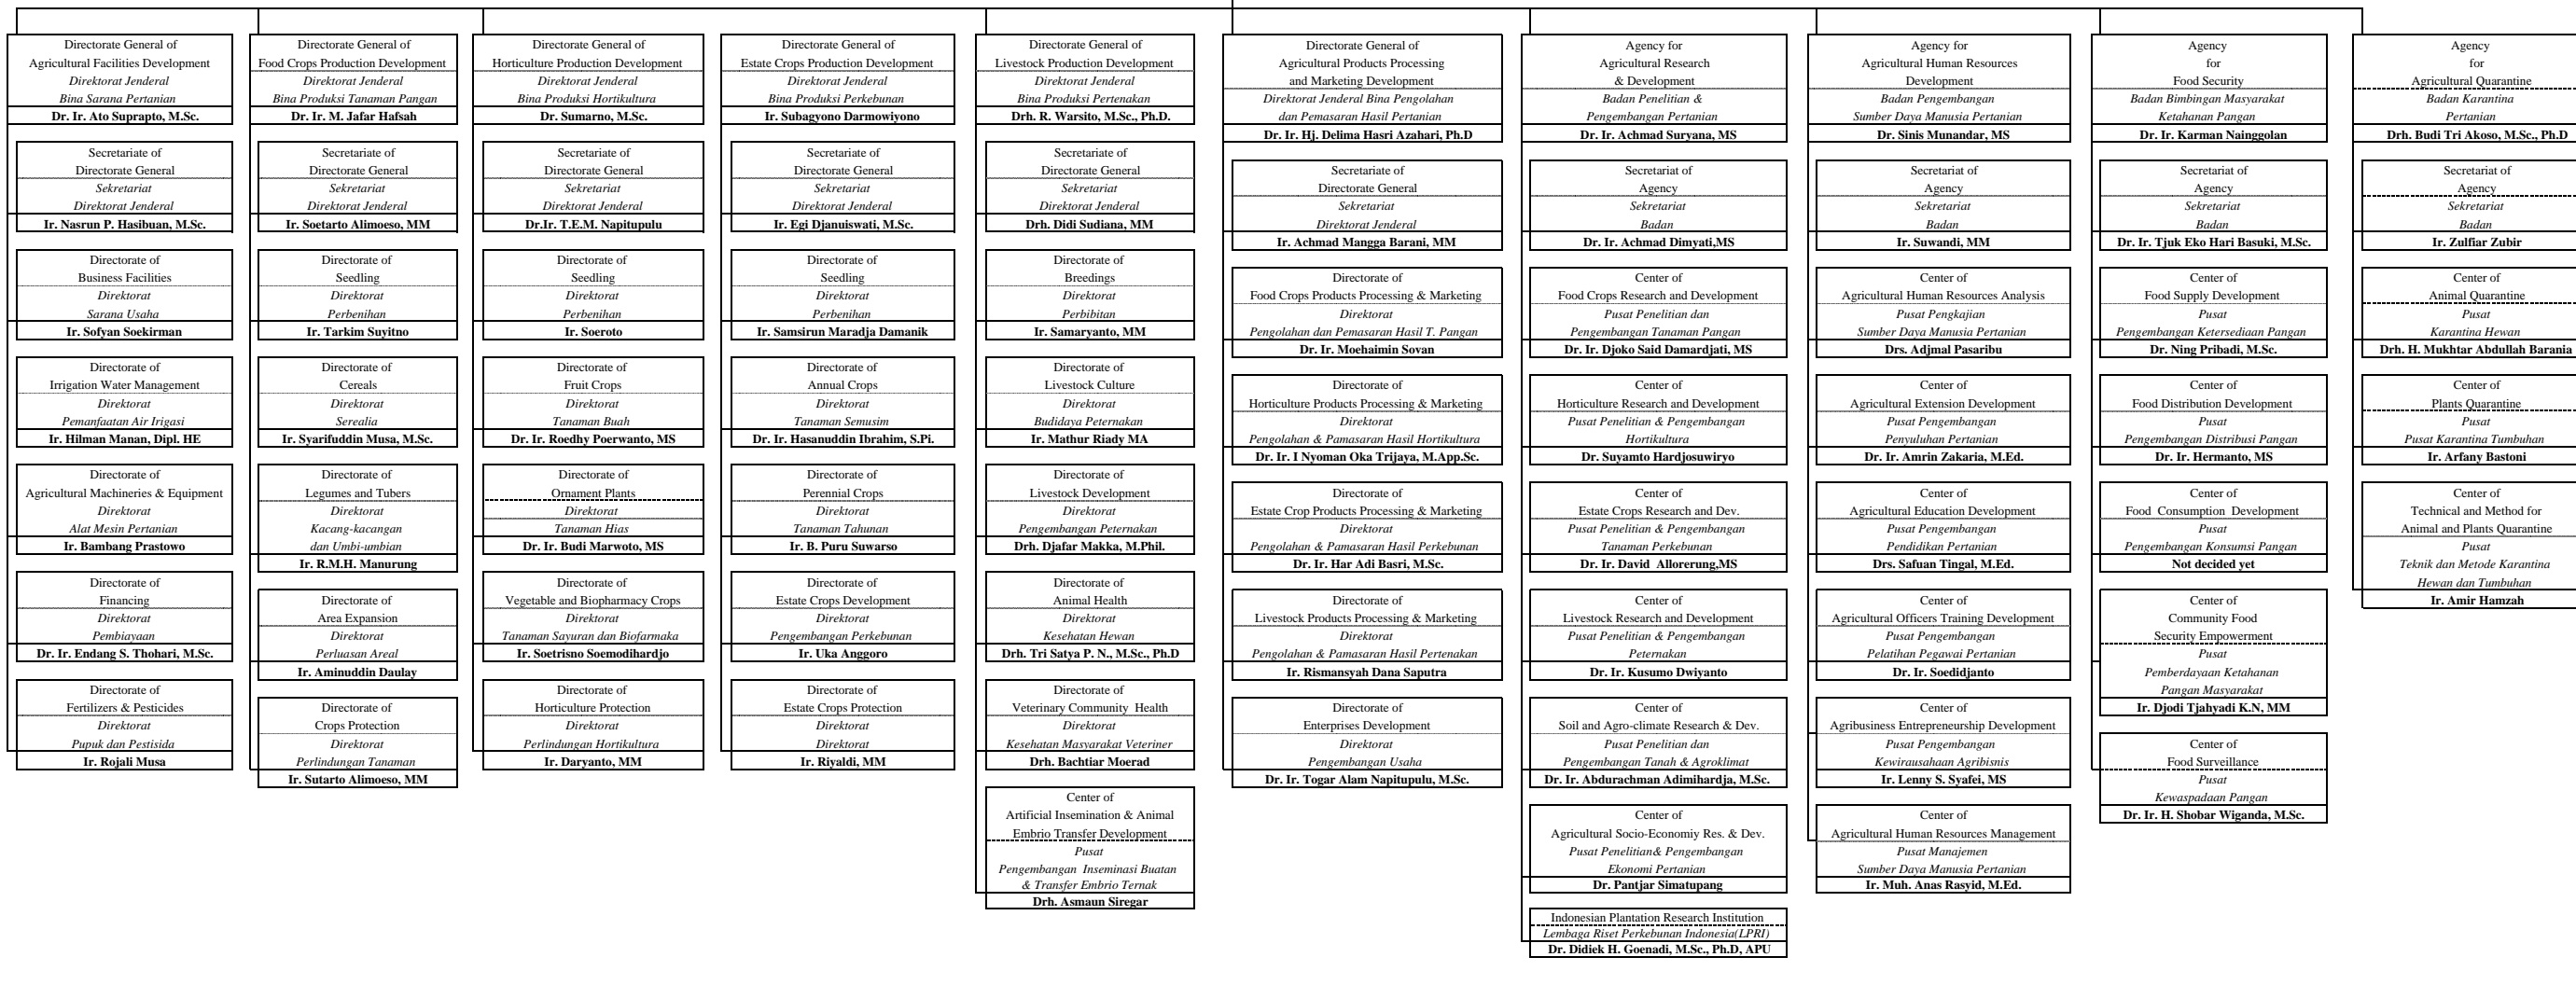 Directorate General of
Agricultural Facilities Development
Direktorat Jenderal
Bina Sarana Pertanian
Dr. Ir. Ato Suprapto, M.Sc.
Secretariate of
Directorate General
Sekretariat
Direktorat Jenderal
Ir. Nasrun P. Hasibuan, M.Sc.
Directorate of
Business Facilities
Direktorat
Sarana Usaha
Ir. Sofyan Soekirman
Directorate of
Irrigation Water Management
Direktorat
Pemanfaatan Air Irigasi
Ir. Hilman Manan, Dipl. HE
Directorate of
Agricultural Machineries & Equipment
Direktorat
Alat Mesin Pertanian
Ir. Bambang Prastowo
Directorate of
Financing
Direktorat
Pembiayaan
Dr. Ir. Endang S. Thohari, M.Sc.
Directorate of
Fertilizers & Pesticides
Direktorat
Pupuk dan Pestisida
Ir. Rojali Musa
Directorate General of
Food Crops Production Development
Direktorat Jenderal
Bina Produksi Tanaman Pangan
Dr. Ir. M. Jafar Hafsah
Secretariate of
Directorate General
Sekretariat
Direktorat Jenderal
Ir. Soetarto Alimoeso, MM
Directorate of
Seedling
Direktorat
Perbenihan
Ir. Tarkim Suyitno
Directorate of
Cereals
Direktorat
Serealia
Ir. Syarifuddin Musa, M.Sc.
Directorate of
Legumes and Tubers
Direktorat
Kacang-kacangan
dan Umbi-umbian
Ir. R.M.H. Manurung
Directorate of
Area Expansion
Direktorat
Perluasan Areal
Ir. Aminuddin Daulay
Directorate of
Crops Protection
Direktorat
Perlindungan Tanaman
Ir. Sutarto Alimoeso, MM
Directorate General of
Horticulture Production Development
Direktorat Jenderal
Bina Produksi Hortikultura
Dr. Sumarno, M.Sc.
Secretariate of
Directorate General
Sekretariat
Direktorat Jenderal
Dr.Ir. T.E.M. Napitupulu
Directorate of
Seedling
Direktorat
Perbenihan
Ir. Soeroto
Directorate of
Fruit Crops
Direktorat
Tanaman Buah
Dr. Ir. Roedhy Poerwanto, MS
Directorate of
Ornament Plants
Direktorat
Tanaman Hias
Dr. Ir. Budi Marwoto, MS
Directorate of
Vegetable and Biopharmacy Crops
Direktorat
Tanaman Sayuran dan Biofarmaka
Ir. Soetrisno Soemodihardjo
Directorate of
Horticulture Protection
Direktorat
Perlindungan Hortikultura
Ir. Daryanto, MM
Directorate General of
Estate Crops Production Development
Direktorat Jenderal
Bina Produksi Perkebunan
Ir. Subagyono Darmowiyono
Secretariate of
Directorate General
Sekretariat
Direktorat Jenderal
Ir. Egi Djanuiswati, M.Sc.
Directorate of
Seedling
Direktorat
Perbenihan
Ir. Samsirun Maradja Damanik
Directorate of
Annual Crops
Direktorat
Tanaman Semusim
Dr. Ir. Hasanuddin Ibrahim, S.Pi.
Directorate of
Perennial Crops
Direktorat
Tanaman Tahunan
Ir. B. Puru Suwarso
Directorate of
Estate Crops Development
Direktorat
Pengembangan Perkebunan
Ir. Uka Anggoro
Directorate of
Estate Crops Protection
Direktorat
Direktorat
Ir. Riyaldi, MM
Directorate General of
Livestock Production Development
Direktorat Jenderal
Bina Produksi Pertenakan
Drh. R. Warsito, M.Sc., Ph.D.
Secretariate of
Directorate General
Sekretariat
Direktorat Jenderal
Drh. Didi Sudiana, MM
Directorate of
Breedings
Direktorat
Perbibitan
Ir. Samaryanto, MM
Directorate of
Livestock Culture
Direktorat
Budidaya Peternakan
Ir. Mathur Riady MA
Directorate of
Livestock Development
Direktorat
Pengembangan Peternakan
Drh. Djafar Makka, M.Phil.
Directorate of
Animal Health
Direktorat
Kesehatan Hewan
Drh. Tri Satya P. N., M.Sc., Ph.D
Directorate of
Veterinary Community Health
Direktorat
Kesehatan Masyarakat Veteriner
Drh. Bachtiar Moerad
Center of
Artificial Insemination & Animal
Embrio Transfer Development
Pusat
Pengembangan Inseminasi Buatan
& Transfer Embrio Ternak
Drh. Asmaun Siregar
Directorate General of
Agricultural Products Processing
and Marketing Development
Direktorat Jenderal Bina Pengolahan
dan Pemasaran Hasil Pertanian
Dr. Ir. Hj. Delima Hasri Azahari, Ph.D
Secretariate of
Directorate General
Sekretariat
Direktorat Jenderal
Ir. Achmad Mangga Barani, MM
Directorate of
Food Crops Products Processing & Marketing
Direktorat
Pengolahan dan Pemasaran Hasil T. Pangan
Dr. Ir. Moehaimin Sovan
Directorate of
Horticulture Products Processing & Marketing
Direktorat
Pengolahan & Pamasaran Hasil Hortikultura
Dr. Ir. I Nyoman Oka Trijaya, M.App.Sc.
Directorate of
Estate Crop Products Processing & Marketing
Direktorat
Pengolahan & Pamasaran Hasil Perkebunan
Dr. Ir. Har Adi Basri, M.Sc.
Directorate of
Livestock Products Processing & Marketing
Direktorat
Pengolahan & Pamasaran Hasil Pertenakan
Ir. Rismansyah Dana Saputra
Directorate of
Enterprises Development
Direktorat
Pengembangan Usaha
Dr. Ir. Togar Alam Napitupulu, M.Sc.
Agency for
Agricultural Research
& Development
Badan Penelitian &
Pengembangan Pertanian
Dr. Ir. Achmad Suryana, MS
Secretariat of
Agency
Sekretariat
Badan
Dr. Ir. Achmad Dimyati,MS
Center of
Food Crops Research and Development
Pusat Penelitian dan
Pengembangan Tanaman Pangan
Dr. Ir. Djoko Said Damardjati, MS
Center of
Horticulture Research and Development
Pusat Penelitian & Pengembangan
Hortikultura
Dr. Suyamto Hardjosuwiryo
Center of
Estate Crops Research and Dev.
Pusat Penelitian & Pengembangan
Tanaman Perkebunan
Dr. Ir. David Allorerung,MS
Center of
Livestock Research and Development
Pusat Penelitian & Pengembangan
Peternakan
Dr. Ir. Kusumo Dwiyanto
Center of
Soil and Agro-climate Research & Dev.
Pusat Penelitian dan
Pengembangan Tanah & Agroklimat
Dr. Ir. Abdurachman Adimihardja, M.Sc.
Center of
Agricultural Socio-Economiy Res. & Dev.
Pusat Penelitian& Pengembangan
Ekonomi Pertanian
Dr. Pantjar Simatupang
Indonesian Plantation Research Institution
Lembaga Riset Perkebunan Indonesia(LPRI)
Dr. Didiek H. Goenadi, M.Sc., Ph.D, APU
Agency for
Agricultural Human Resources
Development
Badan Pengembangan
Sumber Daya Manusia Pertanian
Dr. Sinis Munandar, MS
Secretariat of
Agency
Sekretariat
Badan
Ir. Suwandi, MM
Center of
Agricultural Human Resources Analysis
Pusat Pengkajian
Sumber Daya Manusia Pertanian
Drs. Adjmal Pasaribu
Center of
Agricultural Extension Development
Pusat Pengembangan
Penyuluhan Pertanian
Dr. Ir. Amrin Zakaria, M.Ed.
Center of
Agricultural Education Development
Pusat Pengembangan
Pendidikan Pertanian
Drs. Safuan Tingal, M.Ed.
Center of
Agricultural Officers Training Development
Pusat Pengembangan
Pelatihan Pegawai Pertanian
Dr. Ir. Soedidjanto
Center of
Agribusiness Entrepreneurship Development
Pusat Pengembangan
Kewirausahaan Agribisnis
Ir. Lenny S. Syafei, MS
Center of
Agricultural Human Resources Management
Pusat Manajemen
Sumber Daya Manusia Pertanian
Ir. Muh. Anas Rasyid, M.Ed.
Agency
for
Food Security
Badan Bimbingan Masyarakat
Ketahanan Pangan
Dr. Ir. Karman Nainggolan
Secretariat of
Agency
Sekretariat
Badan
Dr. Ir. Tjuk Eko Hari Basuki, M.Sc.
Center of
Food Supply Development
Pusat
Pengembangan Ketersediaan Pangan
Dr. Ning Pribadi, M.Sc.
Center of
Food Distribution Development
Pusat
Pengembangan Distribusi Pangan
Dr. Ir. Hermanto, MS
Center of
Food Consumption Development
Pusat
Pengembangan Konsumsi Pangan
Not decided yet
Center of
Community Food
Security Empowerment
Pusat
Pemberdayaan Ketahanan
Pangan Masyarakat
Ir. Djodi Tjahyadi K.N, MM
Center of
Food Surveillance
Pusat
Kewaspadaan Pangan
Dr. Ir. H. Shobar Wiganda, M.Sc.
Agency
for
Agricultural Quarantine
Badan Karantina
Pertanian
Drh. Budi Tri Akoso, M.Sc., Ph.D
Secretariat of
Agency
Sekretariat
Badan
Ir. Zulfiar Zubir
Center of
Animal Quarantine
Pusat
Karantina Hewan
Drh. H. Mukhtar Abdullah Barania
Center of
Plants Quarantine
Pusat
Pusat Karantina Tumbuhan
Ir. Arfany Bastoni
Center of
Technical and Method for
Animal and Plants Quarantine
Pusat
Teknik dan Metode Karantina
Hewan dan Tumbuhan
Ir. Amir Hamzah